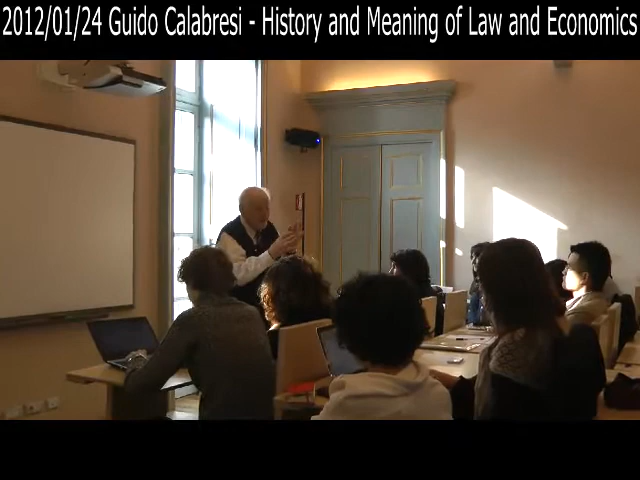 2012/01/24 Guido Calabresi - History and Meaning of Law and Economics